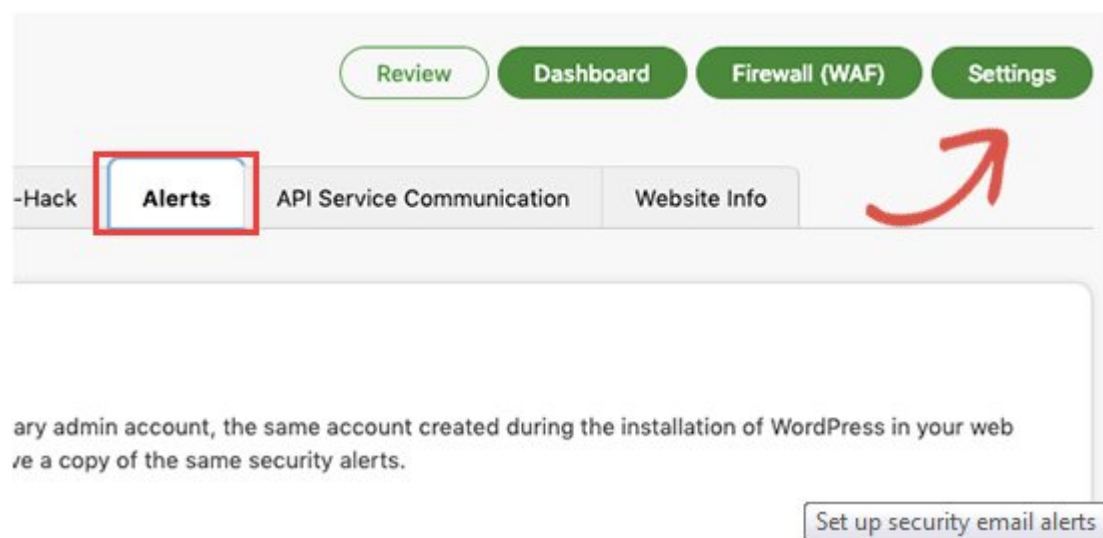 Review Dashboard Firewall (WAF) Settings
-Hack Alerts API Service Communication Website Info
ary admin account, the same account created during the installation of WordPress in your web
ve a copy of the same security alerts.
Set up security email alerts